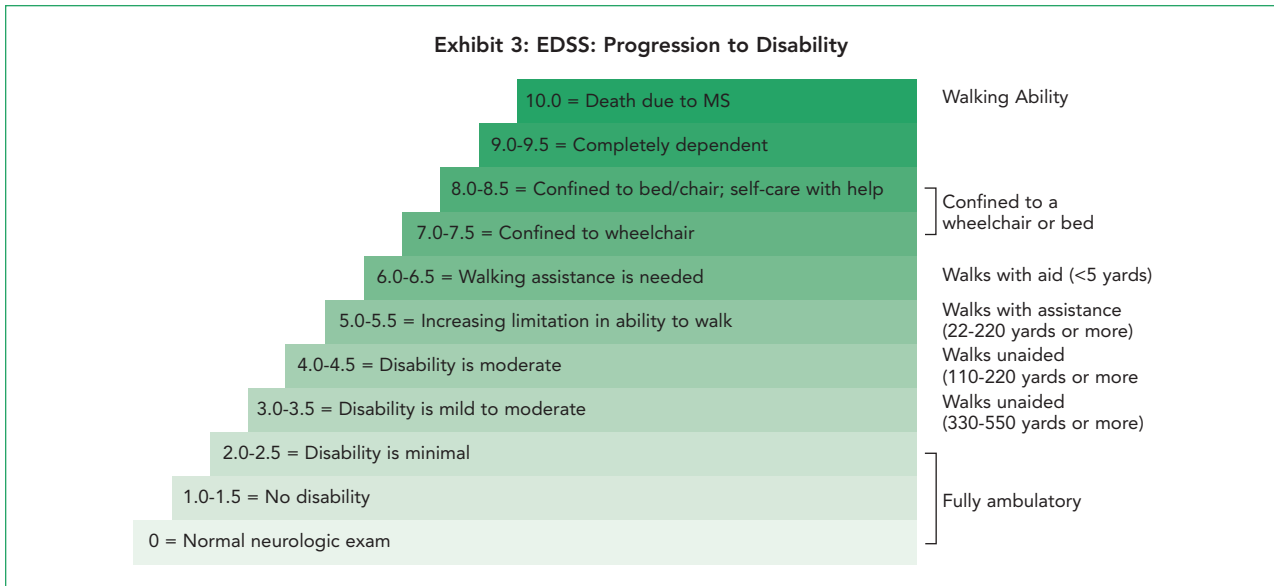 Exhibit 3: EDSS: Progression to Disability
10.0 = Death due to MS
Walking Ability
9.0-9.5 = Completely dependent
8.0-8.5 = Confined to bed/chair; self-care with help
7.0-7.5 = Confined to wheelchair
Confined to a
wheelchair or bed
6.0-6.5 = Walking assistance is needed
Walks with aid (<5 yards)
5.0-5.5 = Increasing limitation in ability to walk
Walks with assistance
(22-220 yards or more)
4.0-4.5 = Disability is moderate
Walks unaided
(110-220 yards or more
3.0-3.5 = Disability is mild to moderate
Walks unaided
(330-550 yards or more)
2.0-2.5 = Disability is minimal
1.0-1.5 = No disability
Fully ambulatory
0 = Normal neurologic exam